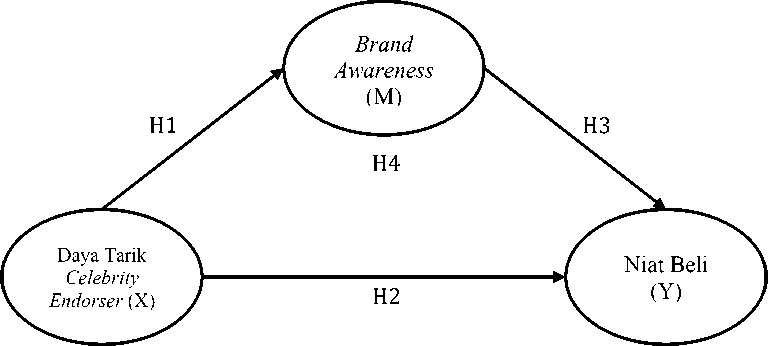 Brand
Awareness
(M)
H1
H3
H4
Daya Tarik
Celebrity
Endorser (X)
Niat Beli
(Y)
H2